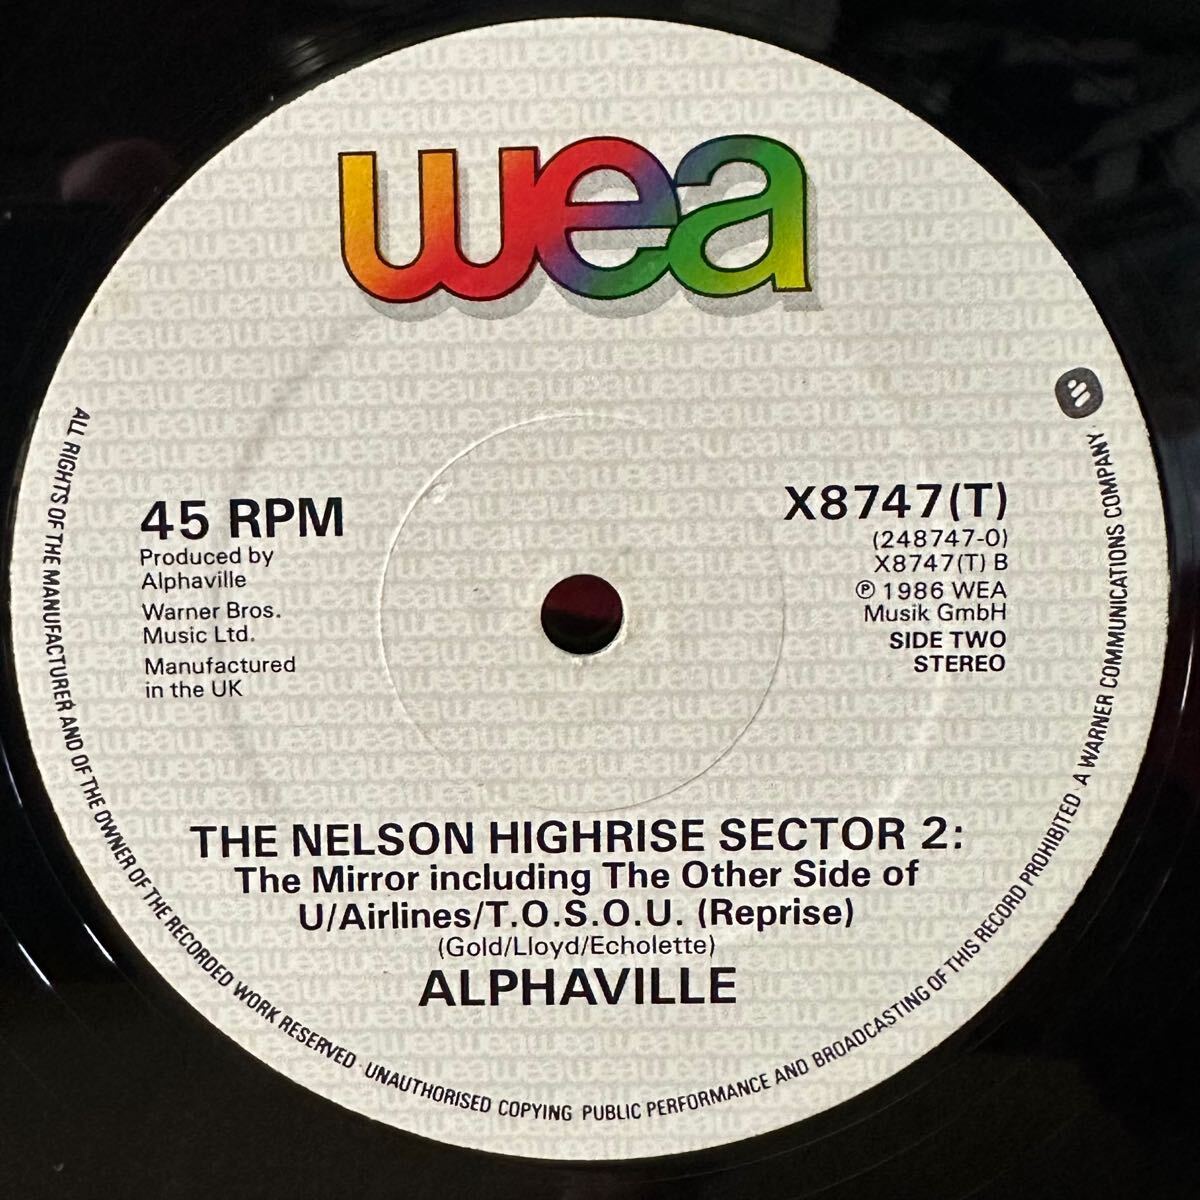 wea
45 RPM
Produced by
Alphaville
Warner Bros.
Music Ltd.
Manufactured
in the UK
X8747(T)
(248747-0)
X8747(T) B
℗ 1986 WEA
Musik GmbH
SIDE TWO
STEREO
THE NELSON HIGHRISE SECTOR 2:
The Mirror including The Other Side of
U/Airlines/T.O.S.O.U. (Reprise)
(Gold/Lloyd/Echolette)
ALPHAVILLE
ALL RIGHTS OF THE MANUFACTURER AND OF THE OWNER OF THE RECORDED WORK RESERVED · UNAUTHORISED COPYING PUBLIC PERFORMANCE AND BROADCASTING OF THIS RECORD PROHIBITED · A WARNER COMMUNICATIONS COMPANY ·